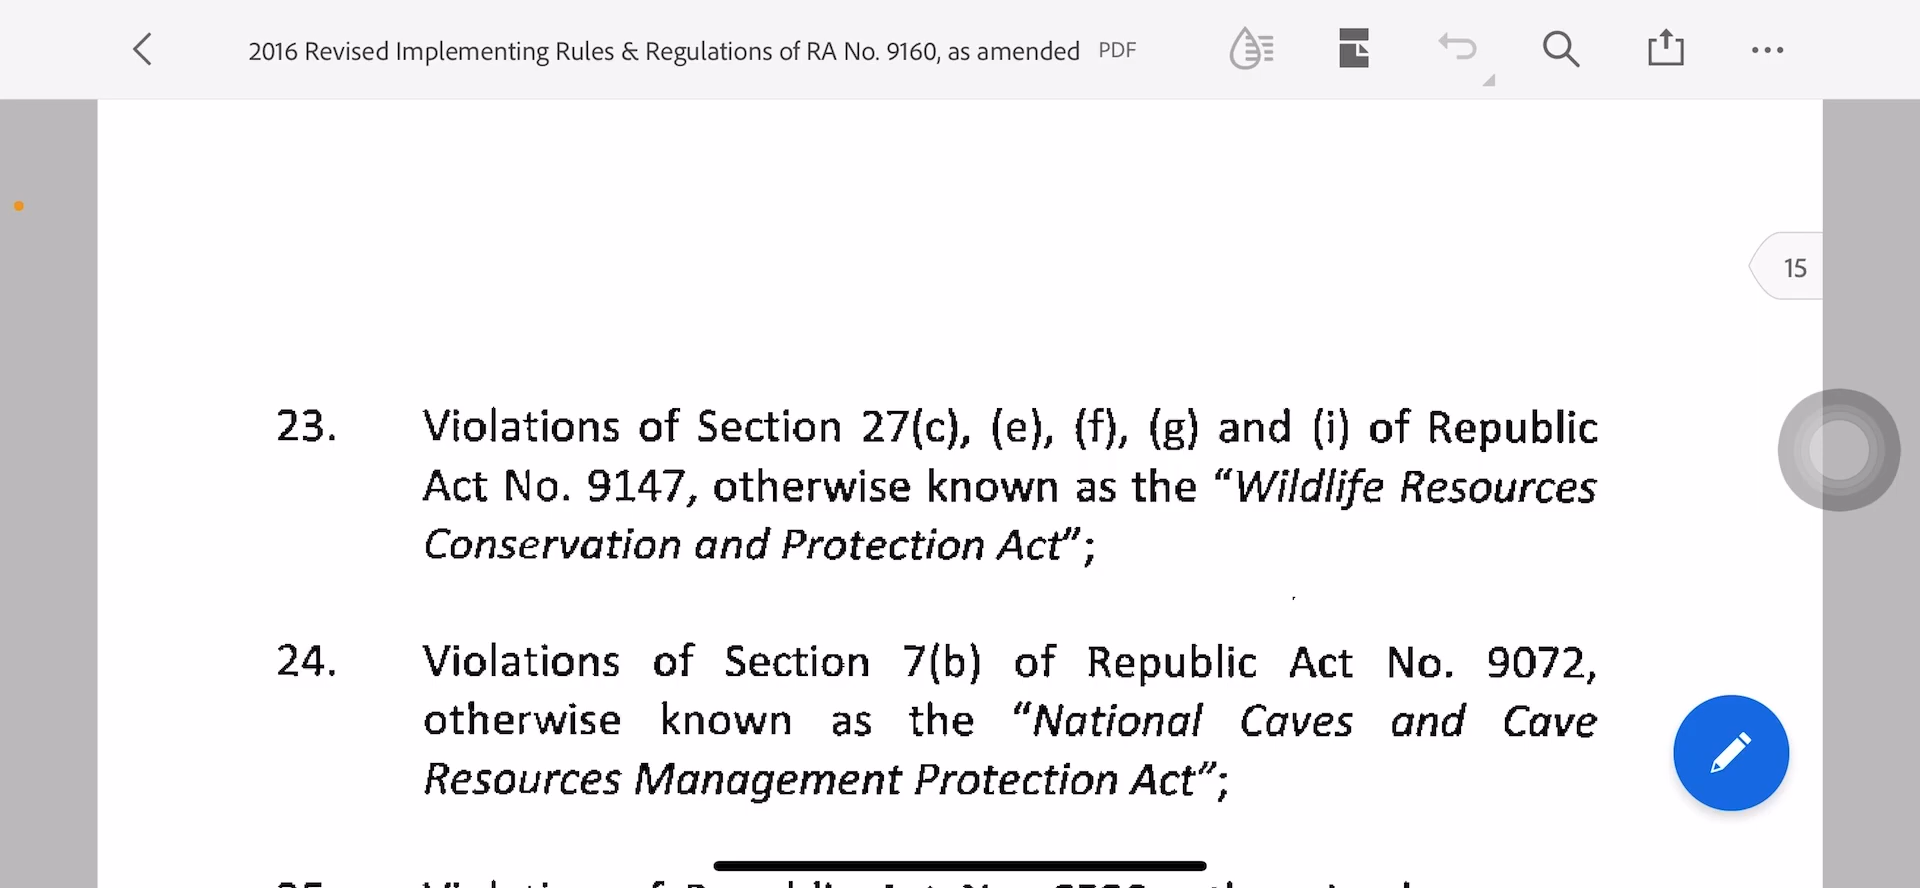 2016 Revised Implementing Rules & Regulations of RA No. 9160, as amended PDF
15
23. Violations of Section 27(c), (e), (f), (g) and (i) of Republic
Act No. 9147, otherwise known as the “Wildlife Resources
Conservation and Protection Act”;
24. Violations of Section 7(b) of Republic Act No. 9072,
otherwise known as the “National Caves and Cave
Resources Management Protection Act”;